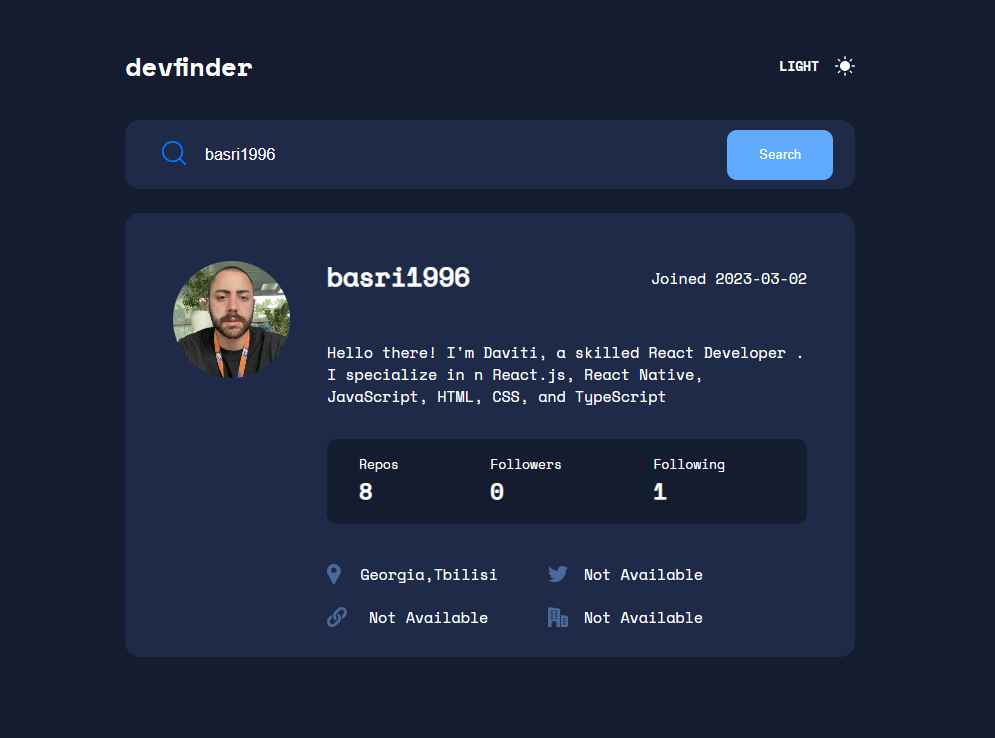 devfinder
LIGHT
basri1996
Search
basri1996
Joined 2023-03-02
Hello there! I'm Daviti, a skilled React Developer .
I specialize in n React.js, React Native,
JavaScript, HTML, CSS, and TypeScript
Repos Followers Following
8 0 1
Georgia,Tbilisi Not Available
Not Available Not Available